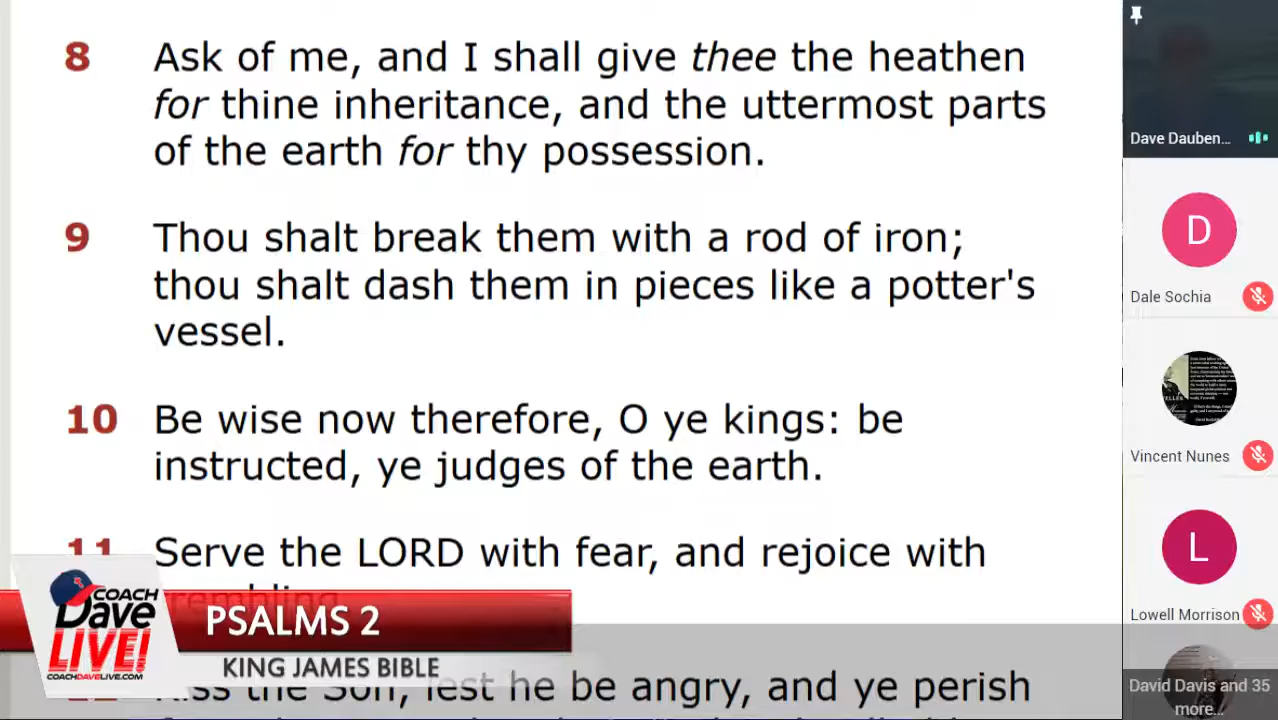 8 Ask of me, and I shall give thee the heathen
for thine inheritance, and the uttermost parts
of the earth for thy possession.
9 Thou shalt break them with a rod of iron;
thou shalt dash them in pieces like a potter's
vessel.
10 Be wise now therefore, O ye kings: be
instructed, ye judges of the earth.
11 Serve the LORD with fear, and rejoice with
trembling.
Kiss the Son, lest he be angry, and ye perish
COACH
Dave
LIVE!
COACHDAVELIVE.COM
PSALMS 2
KING JAMES BIBLE
Dave Dauben...
D
Dale Sochia
Vincent Nunes
L
Lowell Morrison
David Davis and 35
more...